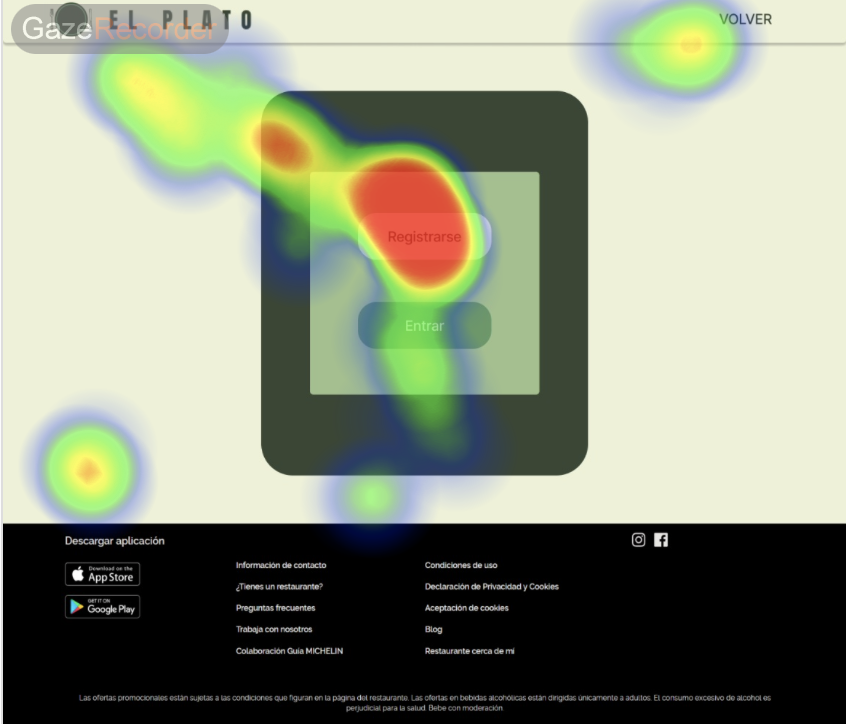 GazeRecorder
EL PLATO
VOLVER
Registrarse
Entrar
Descargar aplicación
Download on the
App Store
GET IT ON
Google Play
Información de contacto
¿Tienes un restaurante?
Preguntas frecuentes
Trabaja con nosotros
Colaboración Guía MICHELIN
Condiciones de uso
Declaración de Privacidad y Cookies
Aceptación de cookies
Blog
Restaurante cerca de mí
Las ofertas promocionales están sujetas a las condiciones que figuran en la página del restaurante. Las ofertas en bebidas alcohólicas están dirigidas únicamente a adultos. El consumo excesivo de alcohol es
perjudicial para la salud. Bebe con moderación.